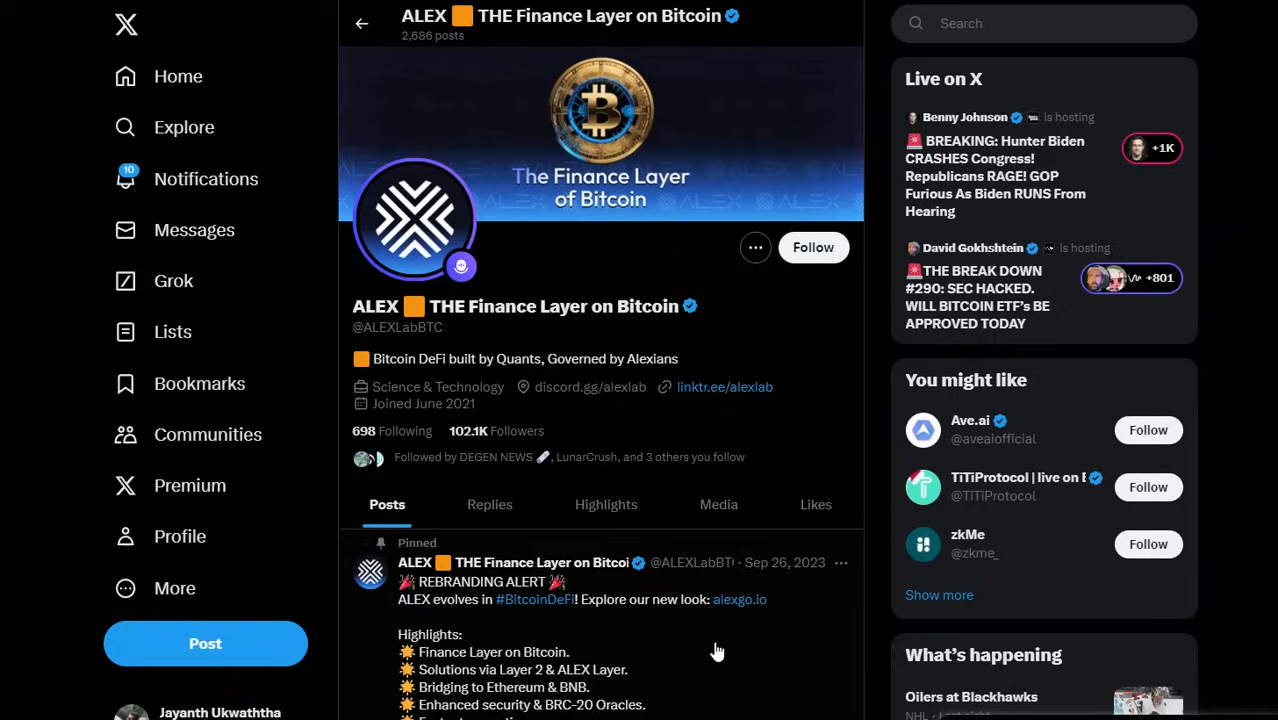 Home
Explore
10
Notifications
Messages
Grok
Lists
Bookmarks
Communities
Premium
Profile
More
Post
Jayanth Ukwaththa
ALEX 🟧 THE Finance Layer on Bitcoin
2,686 posts
The Finance Layer
of Bitcoin
Follow
ALEX 🟧 THE Finance Layer on Bitcoin
@ALEXLabBTC
🟧 Bitcoin DeFi built by Quants, Governed by Alexians
Science & Technology discord.gg/alexlab linktr.ee/alexlab
Joined June 2021
698 Following 102.1K Followers
Followed by DEGEN NEWS 🗞️, LunarCrush, and 3 others you follow
Posts Replies Highlights Media Likes
Pinned
ALEX 🟧 THE Finance Layer on Bitcoi @ALEXLabBT · Sep 26, 2023
🎉 REBRANDING ALERT 🎉
ALEX evolves in #BitcoinDeFi! Explore our new look: alexgo.io
Highlights:
🌟 Finance Layer on Bitcoin.
🌟 Solutions via Layer 2 & ALEX Layer.
🌟 Bridging to Ethereum & BNB.
🌟 Enhanced security & BRC-20 Oracles.
Search
Live on X
Benny Johnson is hosting
🚨 BREAKING: Hunter Biden
CRASHES Congress!
Republicans RAGE! GOP
Furious As Biden RUNS From
Hearing
+1K
David Gokhshtein is hosting
🚨THE BREAK DOWN
#290: SEC HACKED.
WILL BITCOIN ETF's BE
APPROVED TODAY
+801
You might like
Ave.ai
@aveaiofficial
Follow
TiTiProtocol | live on
@TiTiProtocol
Follow
zkMe
@zkme_
Follow
Show more
What's happening
Oilers at Blackhawks
NHL